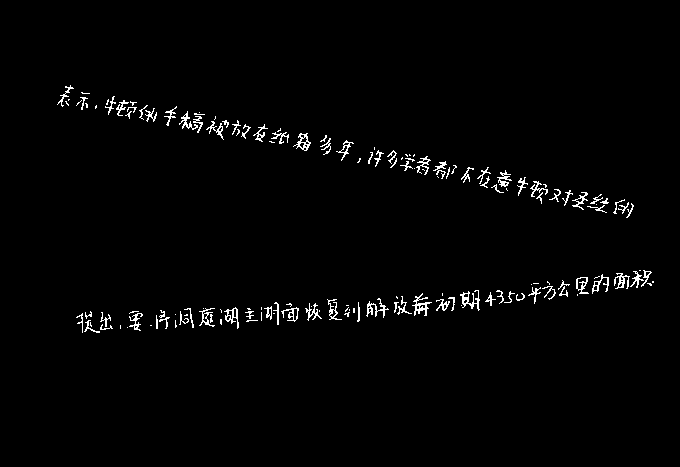 表示，牛顿的手稿被放在纸箱多年，许多学者都不在意牛顿对圣经的
提出，要将洞庭湖主湖面恢复到解放前初期4350平方公里的面积